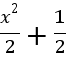 x²/2 + 1/2